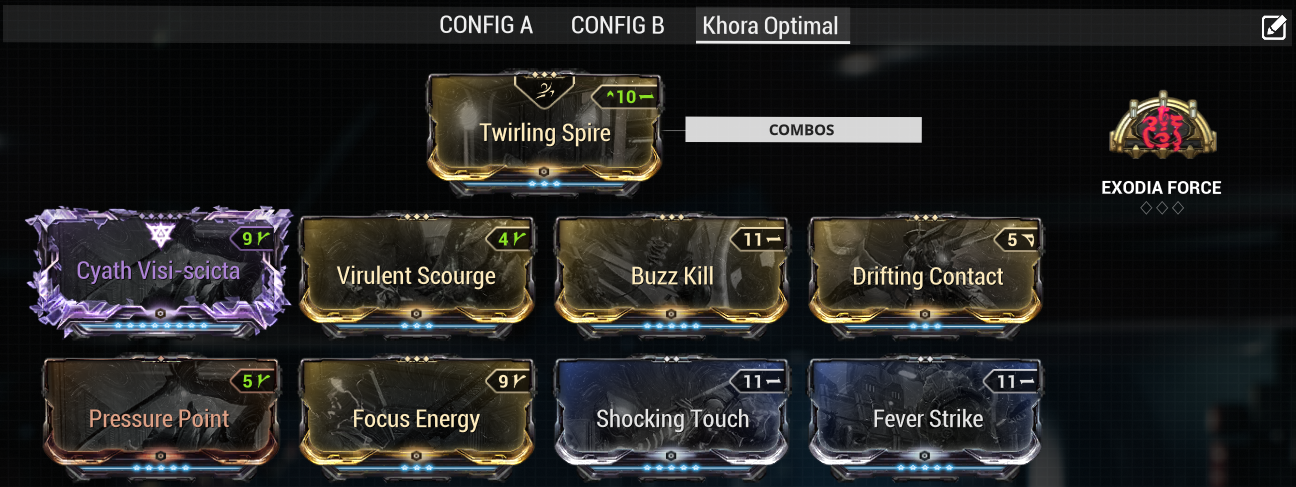 CONFIG A CONFIG B Khora Optimal
10
Twirling Spire
COMBOS
EXODIA FORCE
9
Cyath Visi-scicta
4
Virulent Scourge
11
Buzz Kill
5
Drifting Contact
5
Pressure Point
9
Focus Energy
11
Shocking Touch
11
Fever Strike